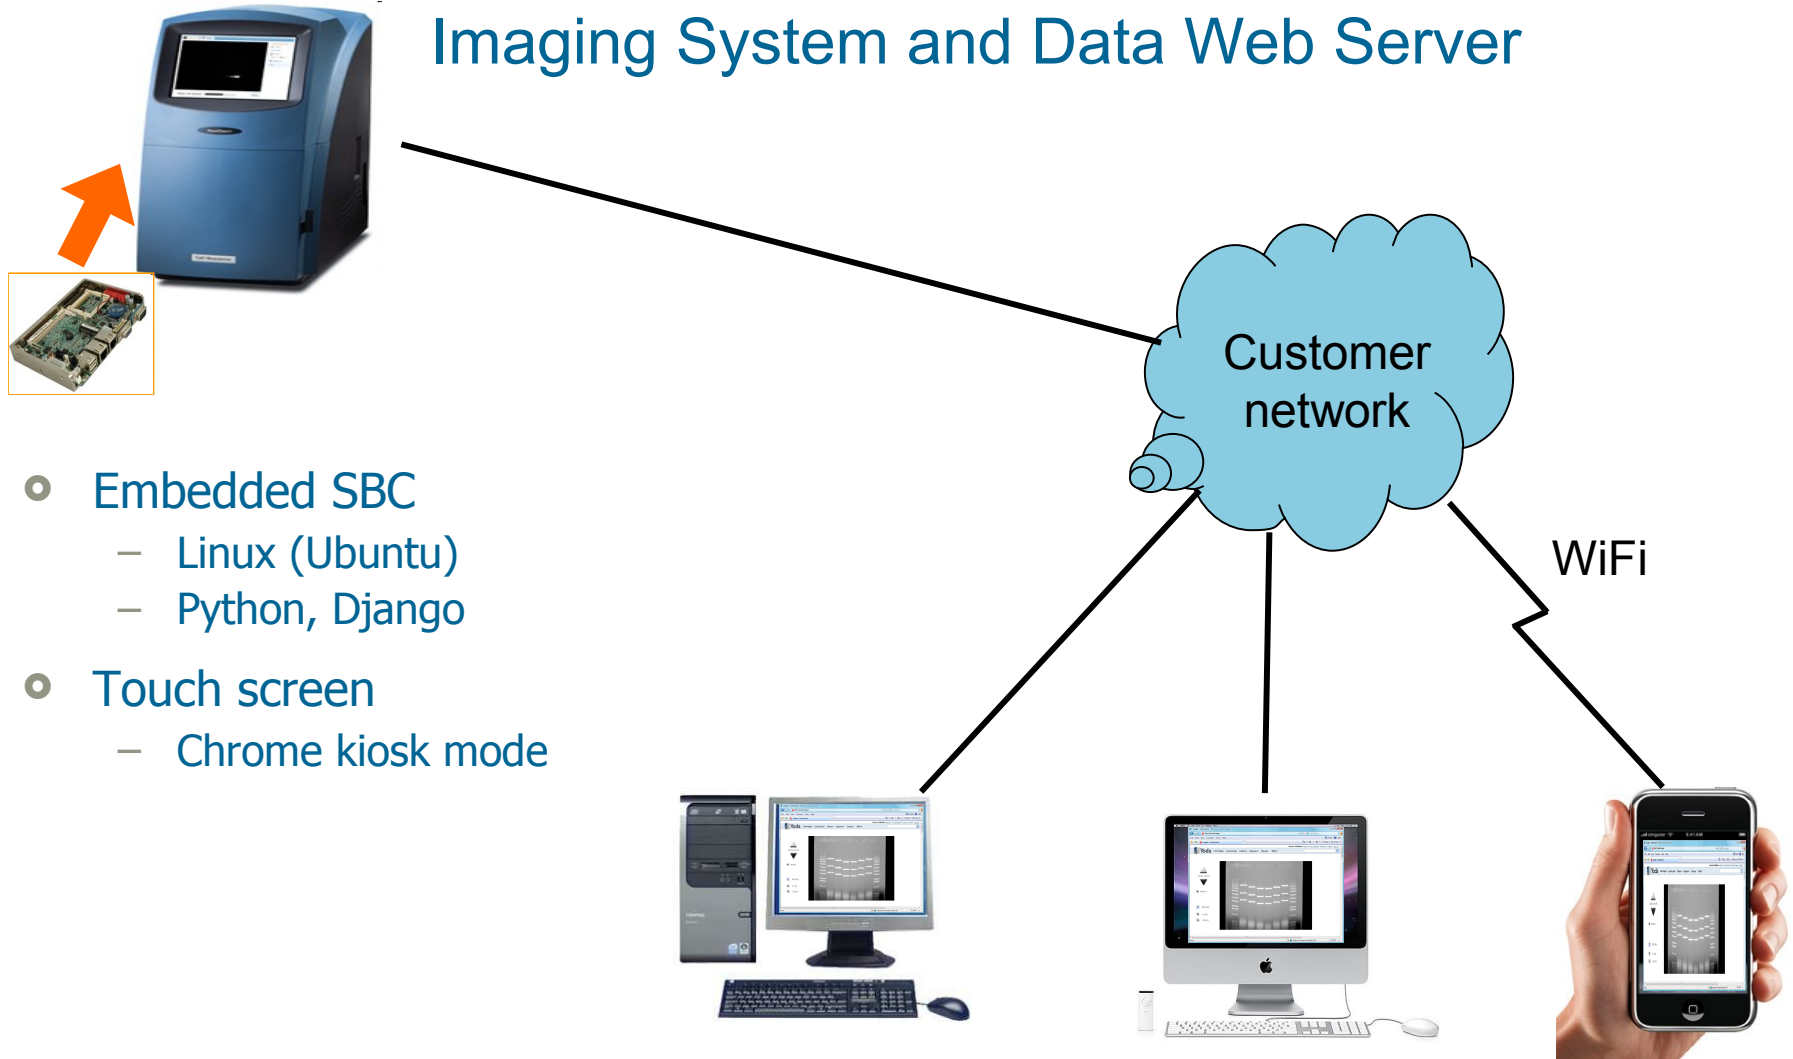 Imaging System and Data Web Server
Customer
network
WiFi
Embedded SBC
– Linux (Ubuntu)
– Python, Django
Touch screen
– Chrome kiosk mode